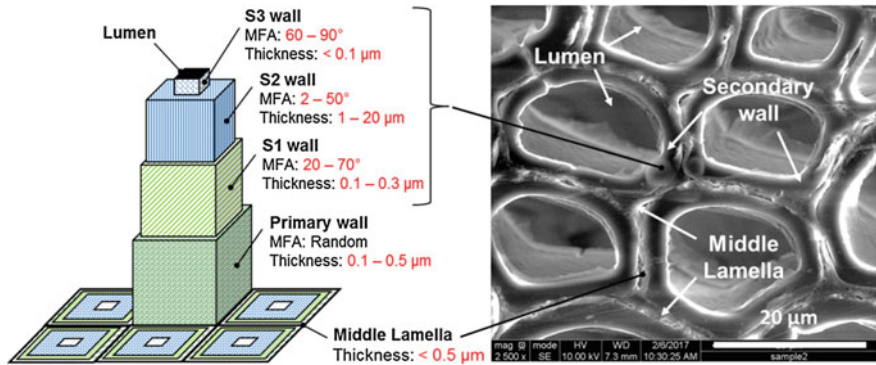 Lumen
S3 wall
MFA: 60 – 90°
Thickness: < 0.1 µm
S2 wall
MFA: 2 – 50°
Thickness: 1 – 20 µm
S1 wall
MFA: 20 – 70°
Thickness: 0.1 – 0.3 µm
Primary wall
MFA: Random
Thickness: 0.1 – 0.5 µm
Middle Lamella
Thickness: < 0.5 µm
Lumen
Secondary
wall
Middle
Lamella
20 µm
mag det HV WD 2/6/2017
2 500 x SE 10.00 kV 7.3 mm 10:30:25 AM sample2